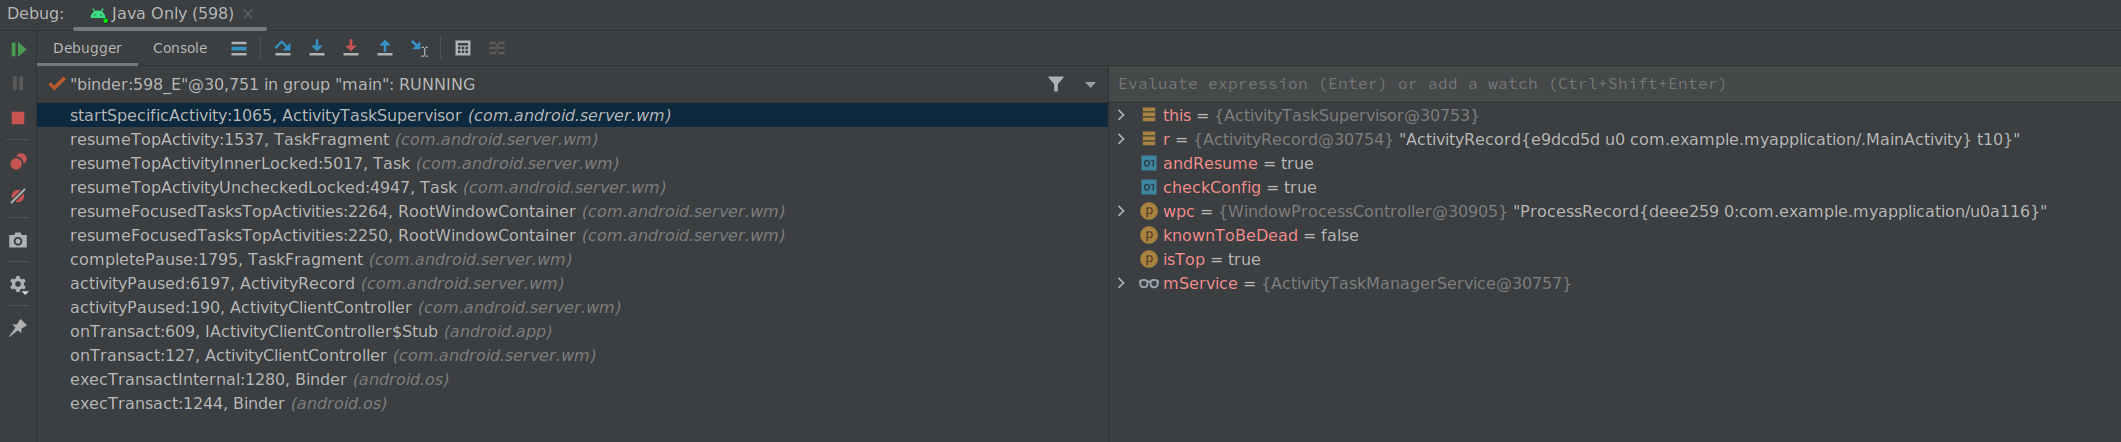 Debug: Java Only (598)
Debugger Console
"binder:598_E"@30,751 in group "main": RUNNING
startSpecificActivity:1065, ActivityTaskSupervisor (com.android.server.wm)
resumeTopActivity:1537, TaskFragment (com.android.server.wm)
resumeTopActivityInnerLocked:5017, Task (com.android.server.wm)
resumeTopActivityUncheckedLocked:4947, Task (com.android.server.wm)
resumeFocusedTasksTopActivities:2264, RootWindowContainer (com.android.server.wm)
resumeFocusedTasksTopActivities:2250, RootWindowContainer (com.android.server.wm)
completePause:1795, TaskFragment (com.android.server.wm)
activityPaused:6197, ActivityRecord (com.android.server.wm)
activityPaused:190, ActivityClientController (com.android.server.wm)
onTransact:609, IActivityClientController$Stub (android.app)
onTransact:127, ActivityClientController (com.android.server.wm)
execTransactInternal:1280, Binder (android.os)
execTransact:1244, Binder (android.os)
Evaluate expression (Enter) or add a watch (Ctrl+Shift+Enter)
this = {ActivityTaskSupervisor@30753}
r = {ActivityRecord@30754} "ActivityRecord{e9dcd5d u0 com.example.myapplication/.MainActivity} t10}"
01 andResume = true
01 checkConfig = true
p wpc = {WindowProcessController@30905} "ProcessRecord{deee259 0:com.example.myapplication/u0a116}"
p knownToBeDead = false
p isTop = true
mService = {ActivityTaskManagerService@30757}